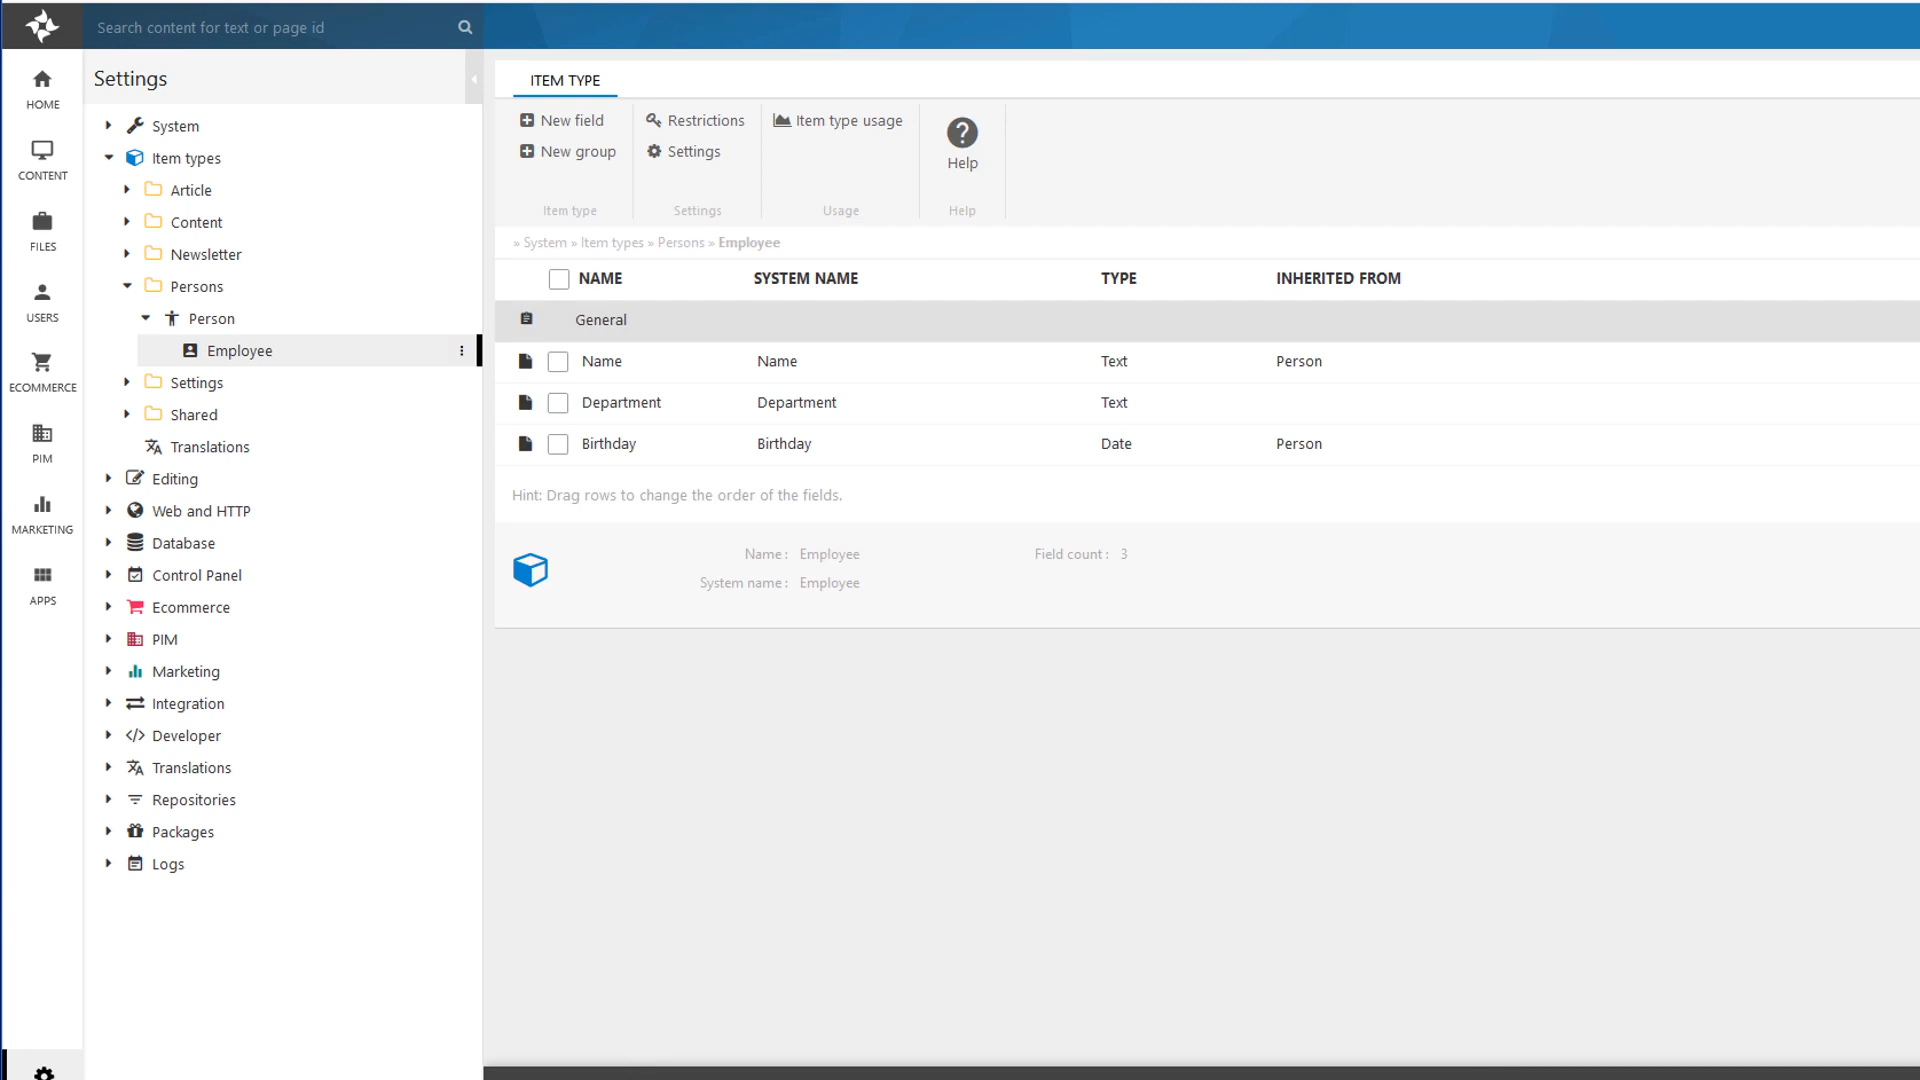 Search content for text or page id
HOME
CONTENT
FILES
USERS
ECOMMERCE
PIM
MARKETING
APPS
Settings
System
Item types
Article
Content
Newsletter
Persons
Person
Employee
Settings
Shared
Translations
Editing
Web and HTTP
Database
Control Panel
Ecommerce
PIM
Marketing
Integration
Developer
Translations
Repositories
Packages
Logs
ITEM TYPE
New field
New group
Item type
Restrictions
Settings
Settings
Item type usage
Usage
Help
Help
» System » Item types » Persons » Employee
NAME SYSTEM NAME TYPE INHERITED FROM
General
Name Name Text Person
Department Department Text
Birthday Birthday Date Person
Hint: Drag rows to change the order of the fields.
Name : Employee Field count : 3
System name : Employee